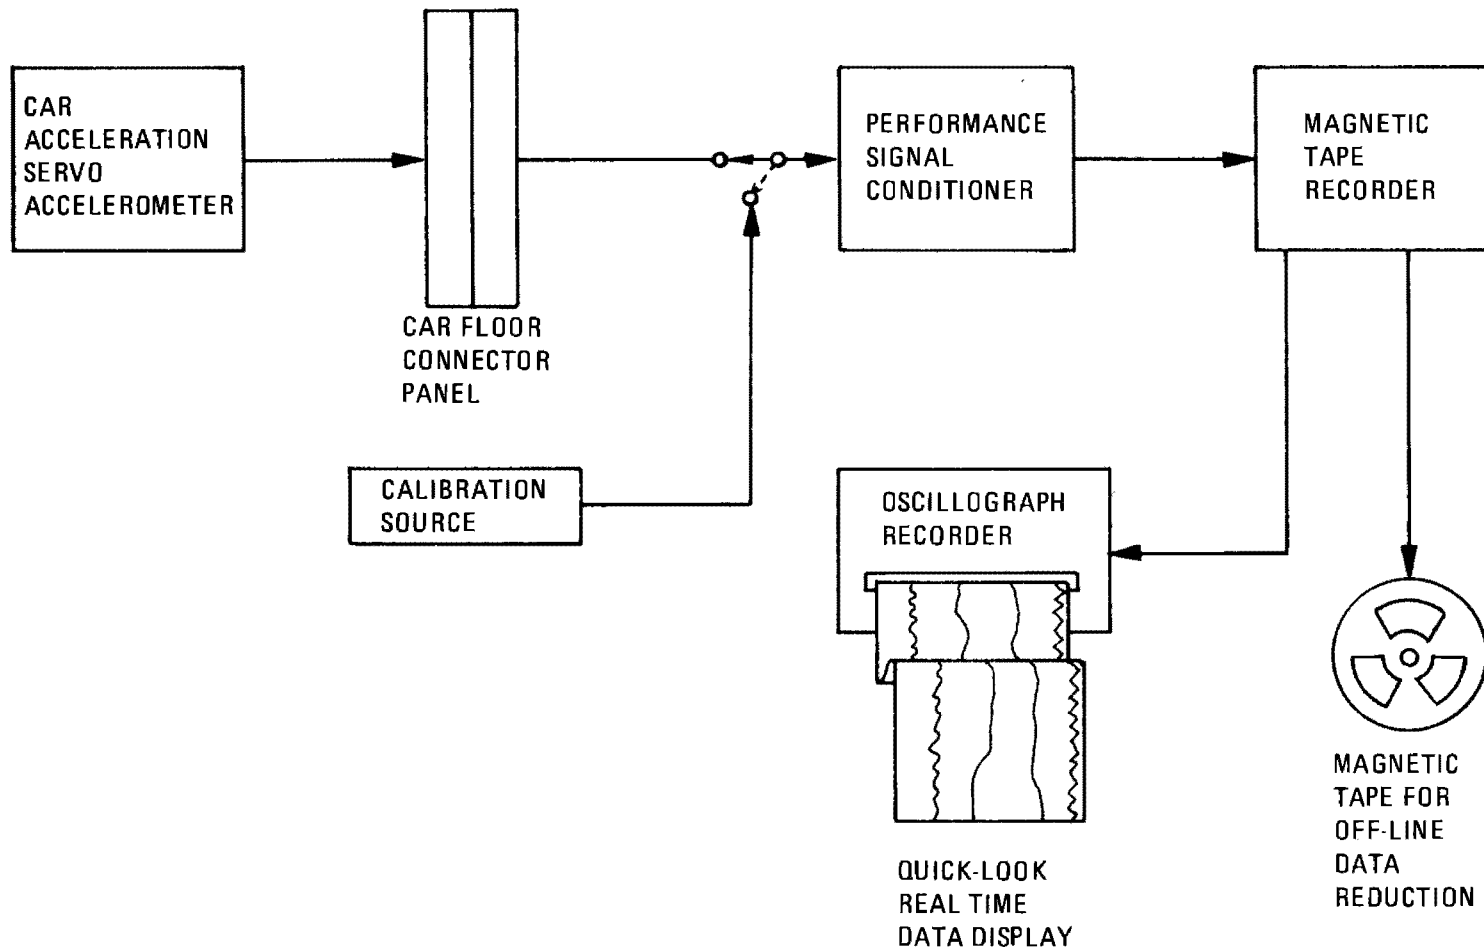 CAR
ACCELERATION
SERVO
ACCELEROMETER
CAR FLOOR
CONNECTOR
PANEL
PERFORMANCE
SIGNAL
CONDITIONER
MAGNETIC
TAPE
RECORDER
CALIBRATION
SOURCE
OSCILLOGRAPH
RECORDER
QUICK-LOOK
REAL TIME
DATA DISPLAY
MAGNETIC
TAPE FOR
OFF-LINE
DATA
REDUCTION